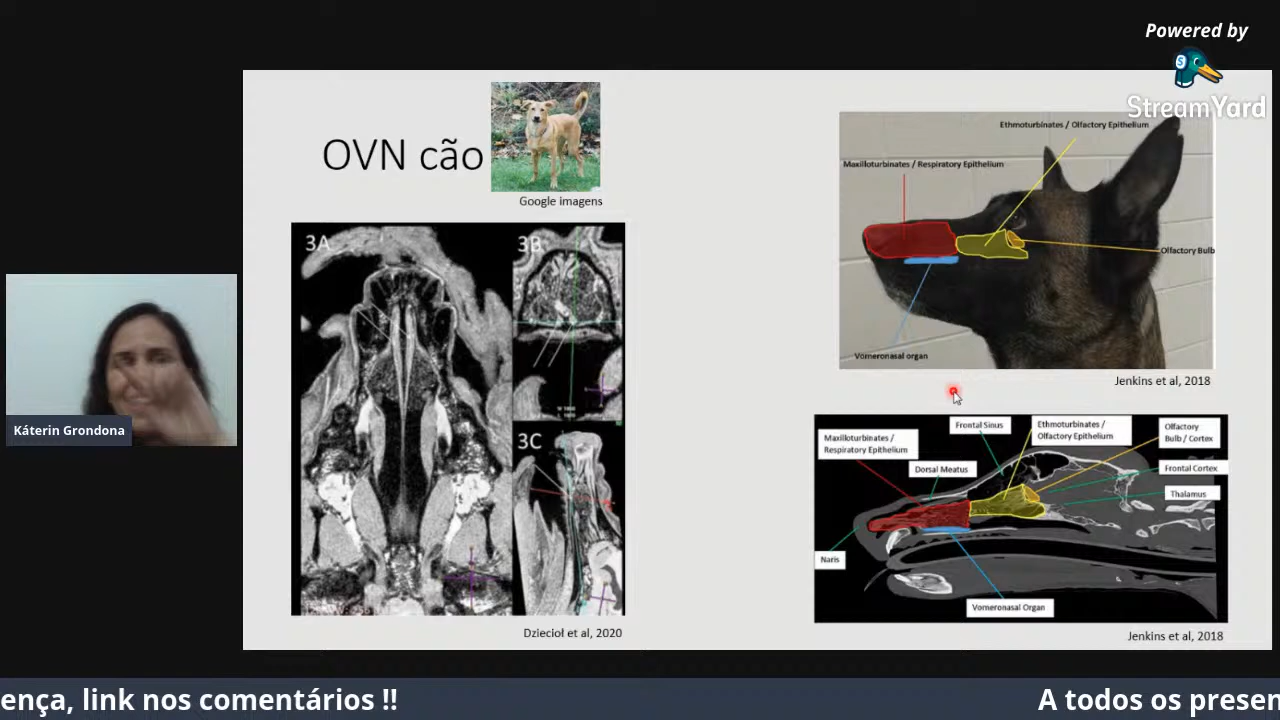 Powered by
StreamYard
OVN cão
Google imagens
3A
3B
3C
Dzieciol et al, 2020
Ethmoturbinates / Olfactory Epithelium
Maxilloturbinates / Respiratory Epithelium
Olfactory Bulb
Vomeronasal organ
Jenkins et al, 2018
Frontal Sinus
Ethmoturbinates /
Olfactory Epithelium
Olfactory
Bulb / Cortex
Maxilloturbinates /
Respiratory Epithelium
Dorsal Meatus
Frontal Cortex
Thalamus
Naris
Vomeronasal Organ
Jenkins et al, 2018
Káterin Grondona
ença, link nos comentários !!
A todos os presen